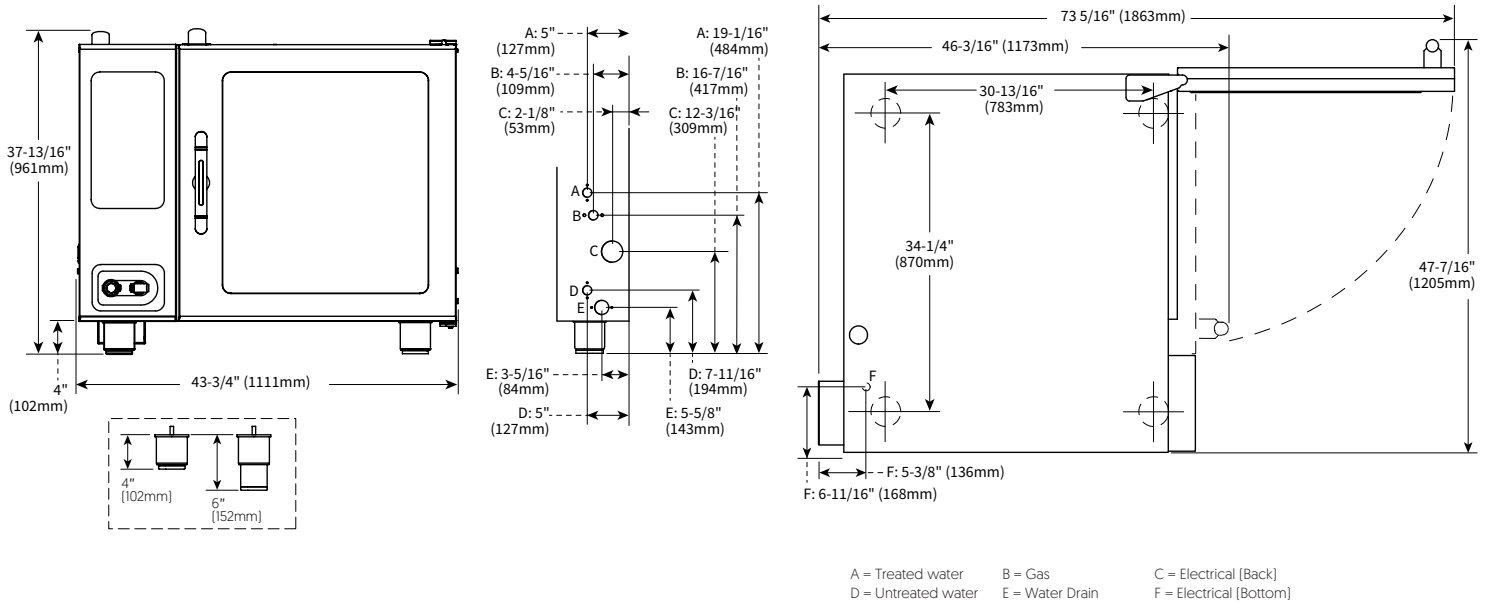 37-13/16"
(961mm)
4"
(102mm)
43-3/4" (1111mm)
4"
[102mm]
6"
[152mm]
A: 5"
(127mm)
B: 4-5/16"
(109mm)
C: 2-1/8"
(53mm)
A: 19-1/16"
(484mm)
B: 16-7/16"
(417mm)
C: 12-3/16"
(309mm)
A
B
C
D
E
E: 3-5/16"
(84mm)
D: 5"
(127mm)
D: 7-11/16"
(194mm)
E: 5-5/8"
(143mm)
73 5/16" (1863mm)
46-3/16" (1173mm)
30-13/16"
(783mm)
34-1/4"
(870mm)
47-7/16"
(1205mm)
F
F: 5-3/8" (136mm)
F: 6-11/16" (168mm)
A = Treated water B = Gas C = Electrical [Back]
D = Untreated water E = Water Drain F = Electrical [Bottom]